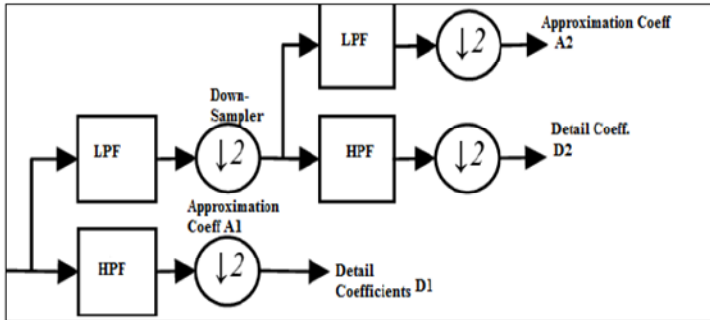 LPF
↓2
Approximation Coeff
A2
Down-
Sampler
LPF
↓2
HPF
↓2
Detail Coeff.
D2
Approximation
Coeff A1
HPF
↓2
Detail
Coefficients D1